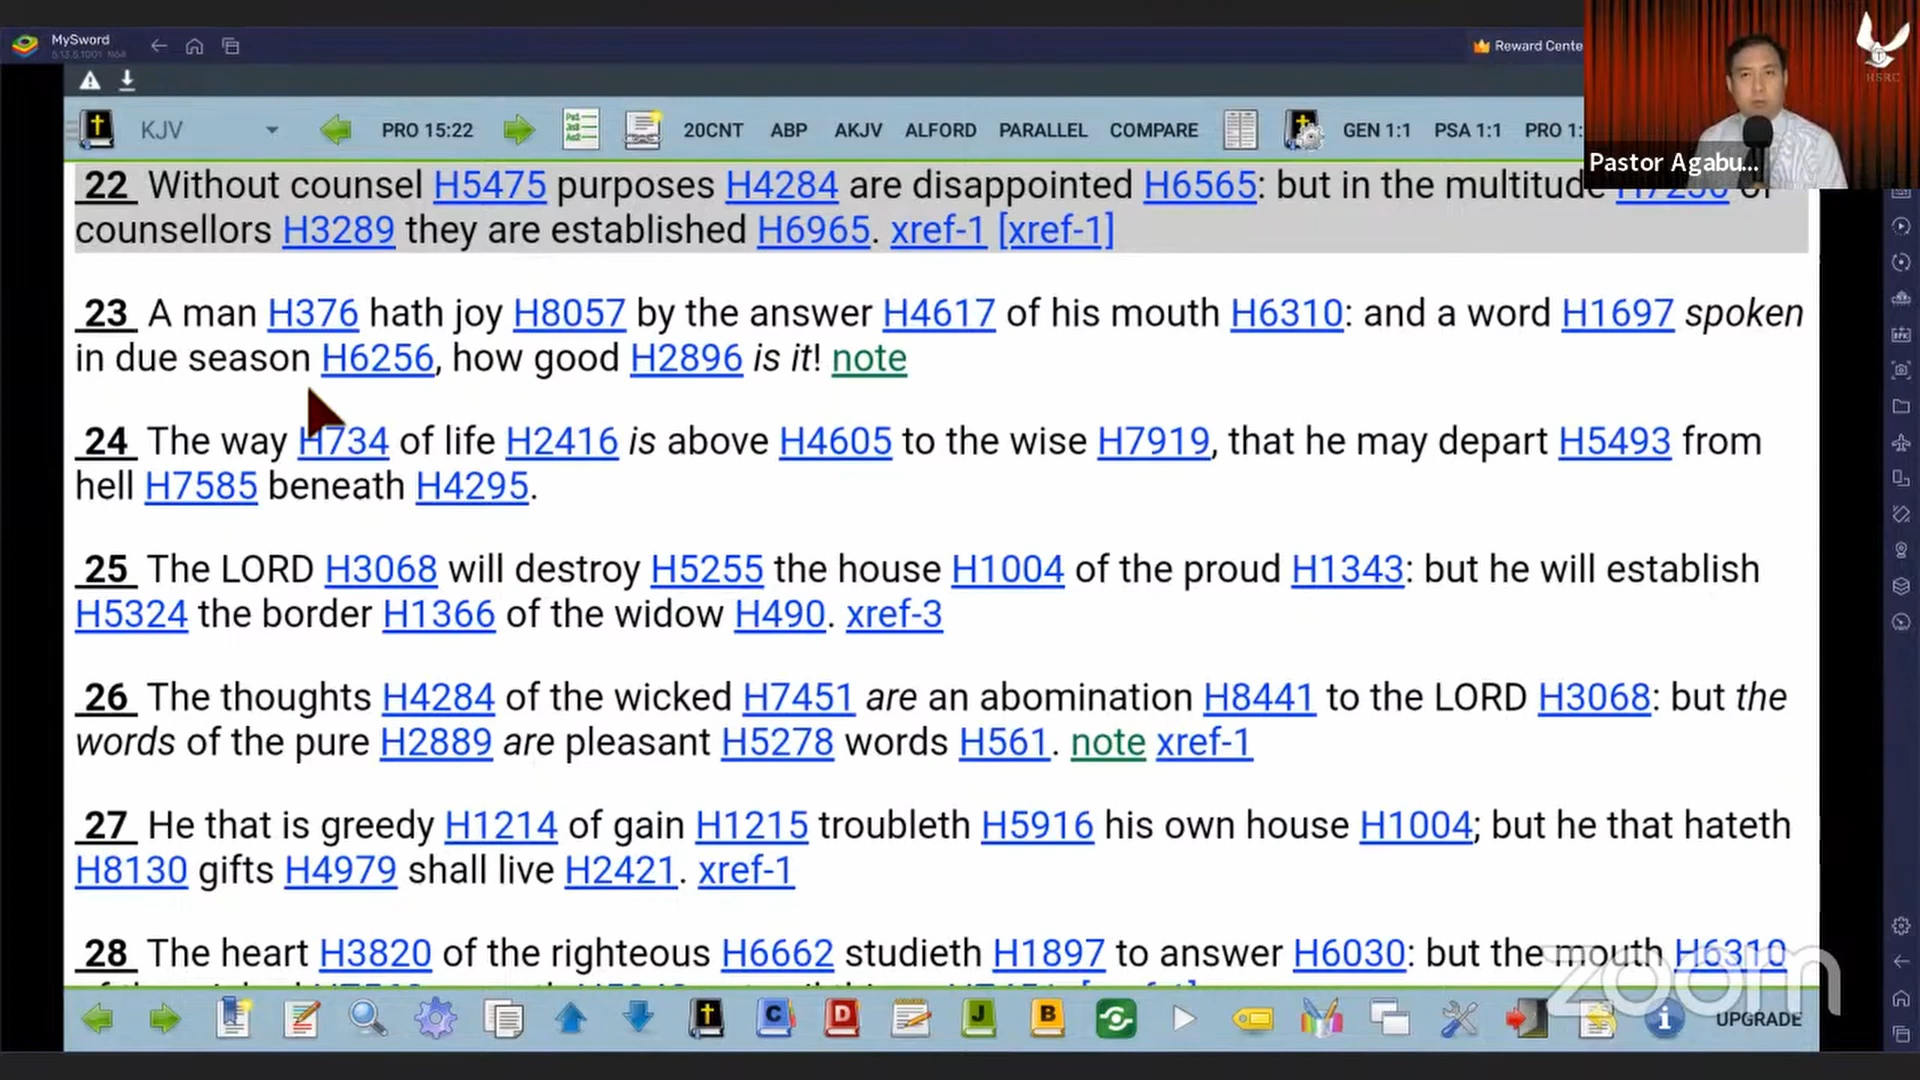 MySword
5.13.5.1001 N64
Reward Cente
HSRC
KJV
PRO 15:22
20CNT ABP AKJV ALFORD PARALLEL COMPARE
GEN 1:1 PSA 1:1 PRO 1:
Pastor Agabu...
22 Without counsel H5475 purposes H4284 are disappointed H6565: but in the multitude H7230 of
counsellors H3289 they are established H6965. xref-1 [xref-1]
23 A man H376 hath joy H8057 by the answer H4617 of his mouth H6310: and a word H1697 spoken
in due season H6256, how good H2896 is it! note
24 The way H734 of life H2416 is above H4605 to the wise H7919, that he may depart H5493 from
hell H7585 beneath H4295.
25 The LORD H3068 will destroy H5255 the house H1004 of the proud H1343: but he will establish
H5324 the border H1366 of the widow H490. xref-3
26 The thoughts H4284 of the wicked H7451 are an abomination H8441 to the LORD H3068: but the
words of the pure H2889 are pleasant H5278 words H561. note xref-1
27 He that is greedy H1214 of gain H1215 troubleth H5916 his own house H1004; but he that hateth
H8130 gifts H4979 shall live H2421. xref-1
28 The heart H3820 of the righteous H6662 studieth H1897 to answer H6030: but the mouth H6310
zoom
C D J B UPGRADE